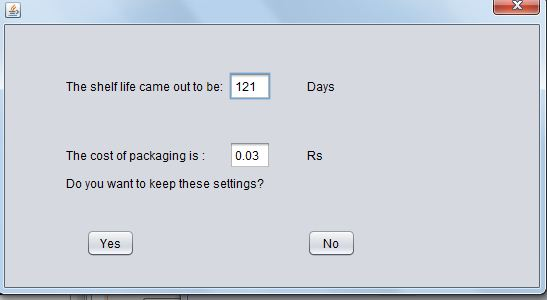 The shelf life came out to be: 121 Days
The cost of packaging is : 0.03 Rs
Do you want to keep these settings?
Yes No